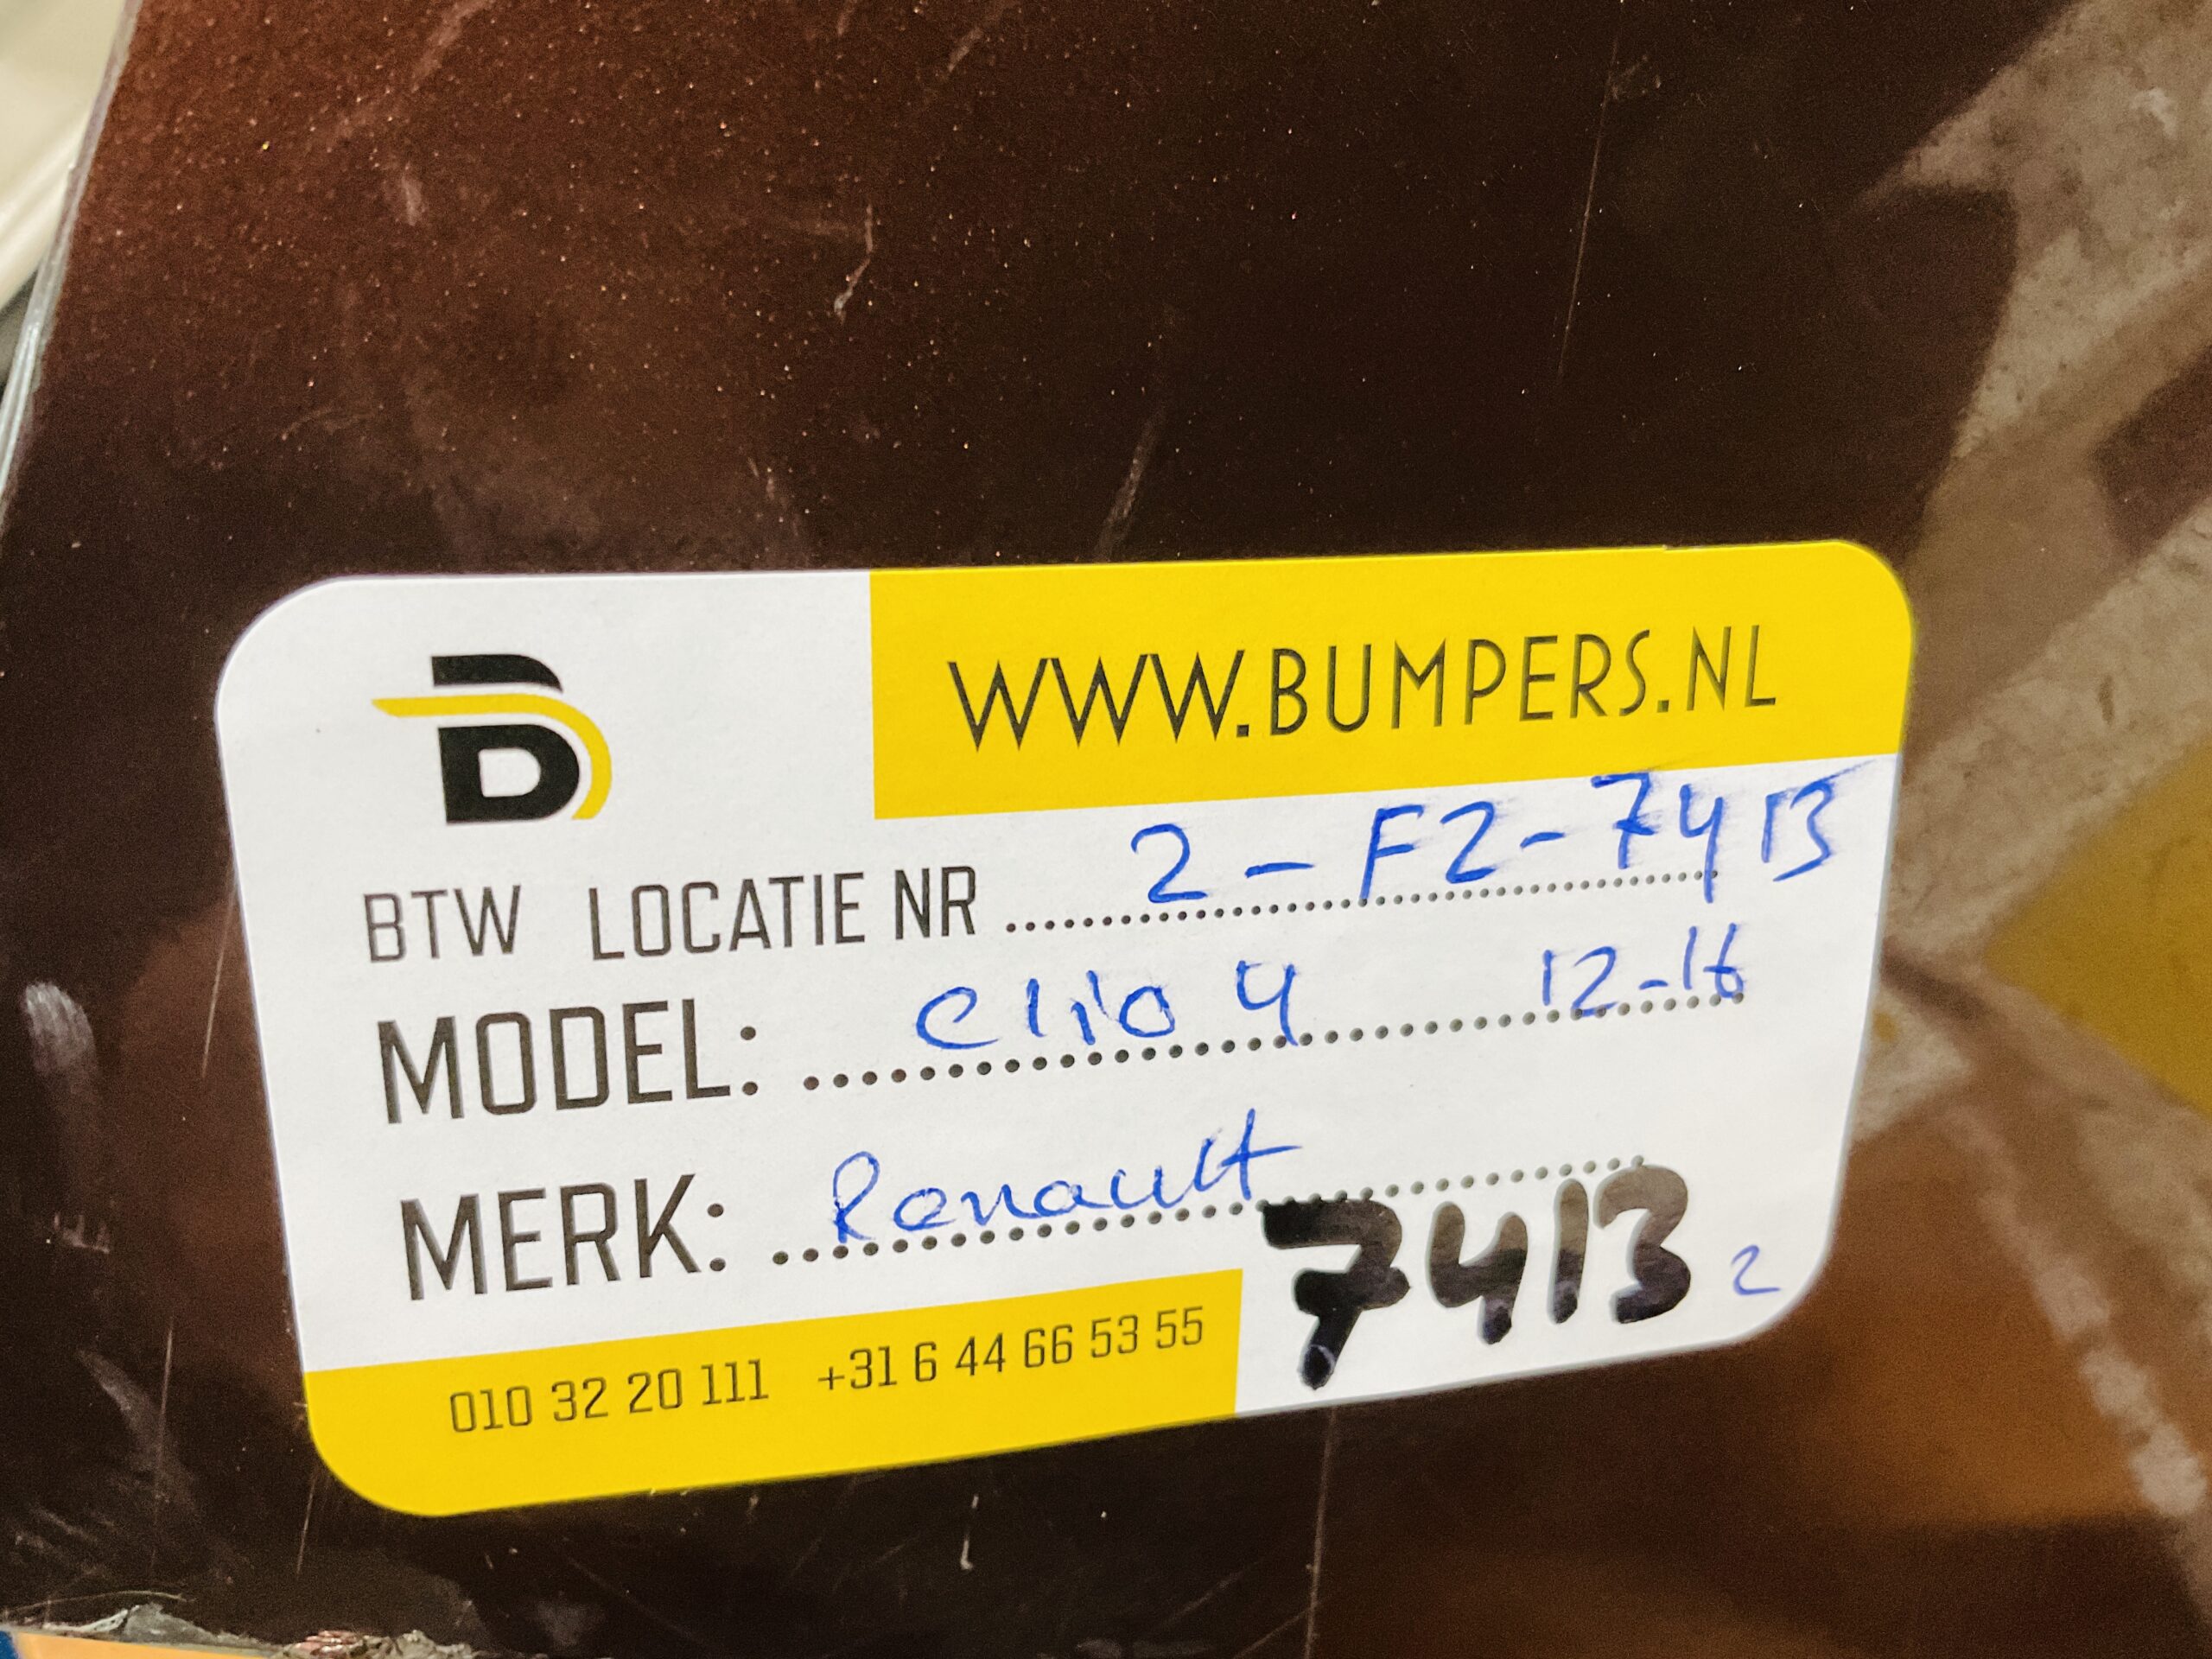 WWW.BUMPERS.NL
BTW LOCATIE NR 2-F2-7413
MODEL: Clio 4 12-16
MERK: Renault
7413 2
010 32 20 111 +31 6 44 66 53 55